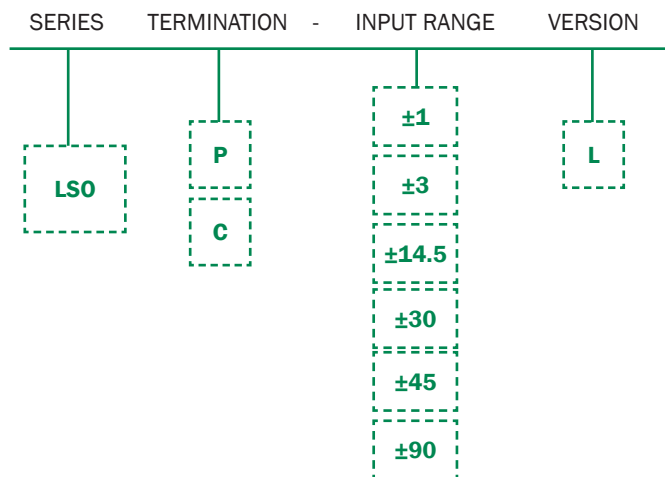 SERIES TERMINATION - INPUT RANGE VERSION
LSO
P
C
±1
±3
±14.5
±30
±45
±90
L